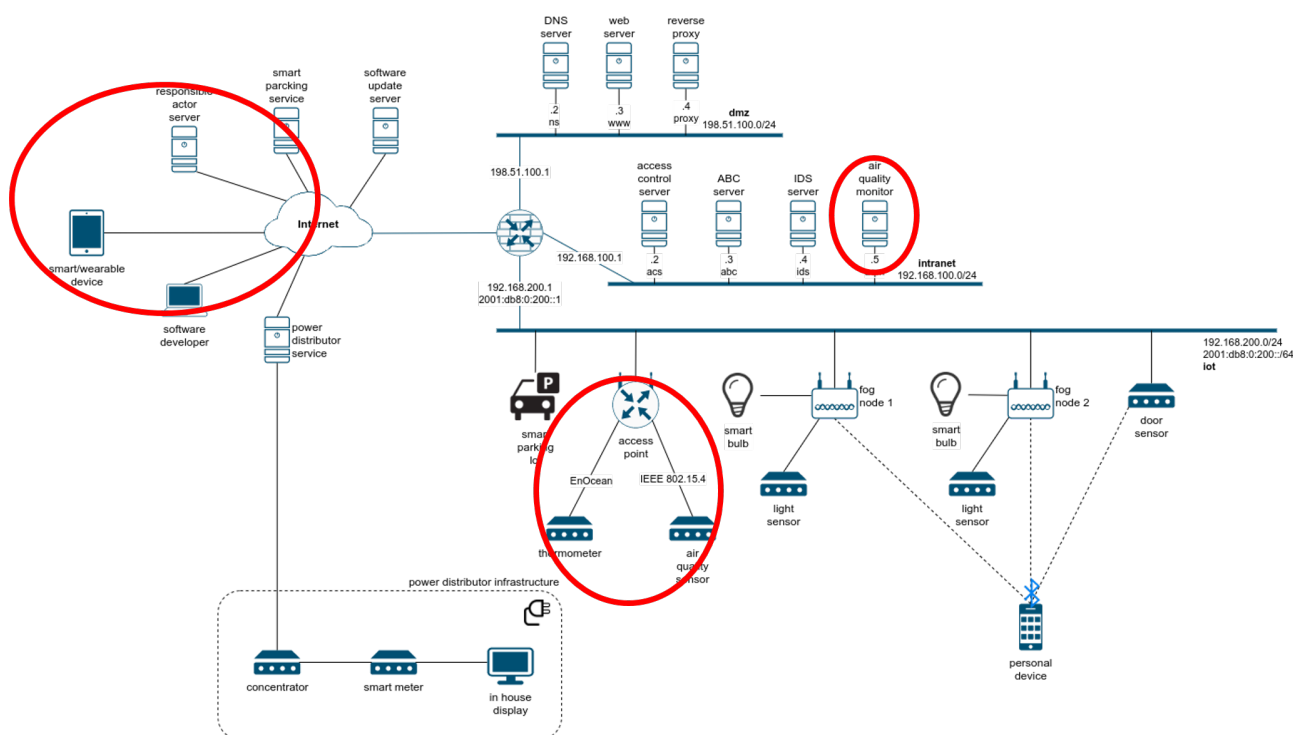 DNS
server
web
server
reverse
proxy
.2
ns
.3
www
.4
proxy
dmz
198.51.100.0/24
responsible
actor
server
smart
parcking
service
software
update
server
Internet
smart/wearable
device
software
developer
power
distributor
service
198.51.100.1
192.168.100.1
192.168.200.1
2001:db8:0:200::1
access
control
server
ABC
server
IDS
server
air
quality
monitor
.2
acs
.3
abc
.4
ids
.5
intranet
192.168.100.0/24
192.168.200.0/24
2001:db8:0:200::/64
iot
P
smart
parking
access
point
EnOcean
IEEE 802.15.4
thermometer
air
quality
sensor
smart
bulb
fog
node 1
light
sensor
smart
bulb
fog
node 2
light
sensor
door
sensor
personal
device
power distributor infrastructure
concentrator
smart meter
in house
display